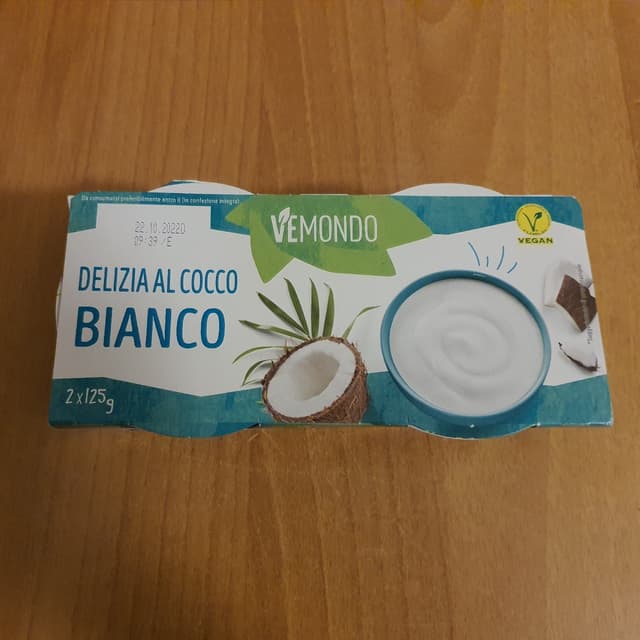 Da consumarsi preferibilmente entro il (in confezione integra):
22.10.2022D
09:39 /E
VEMONDO
VEGAN
DELIZIA AL COCCO
BIANCO
2 x 125g